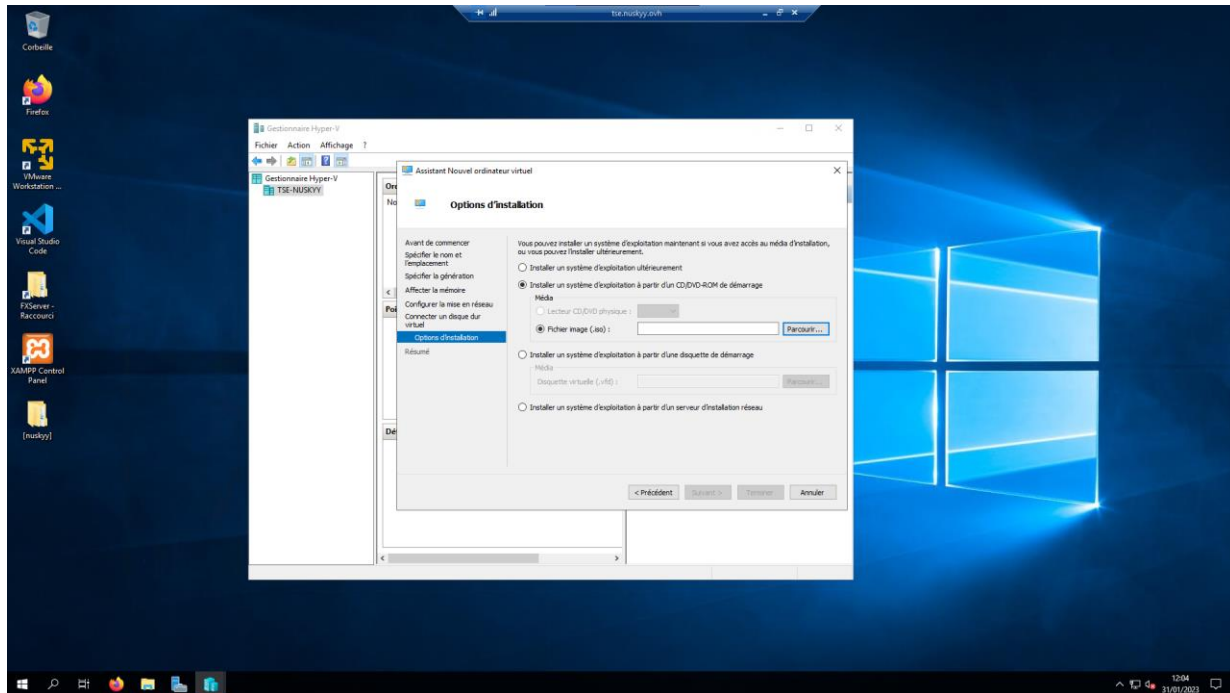 tse.nuskyy.ovh
Corbeille
Firefox
VMware
Workstation ...
Visual Studio
Code
FXServer -
Raccourci
XAMPP Control
Panel
[nuskyy]
Gestionnaire Hyper-V
Fichier Action Affichage ?
Gestionnaire Hyper-V
TSE-NUSKYY
Assistant Nouvel ordinateur virtuel
Options d'installation
Avant de commencer
Spécifier le nom et
l'emplacement
Spécifier la génération
Affecter la mémoire
Configurer la mise en réseau
Connecter un disque dur
virtuel
Options d'installation
Résumé
Vous pouvez installer un système d'exploitation maintenant si vous avez accès au média d'installation,
ou vous pouvez l'installer ultérieurement.
Installer un système d'exploitation ultérieurement
Installer un système d'exploitation à partir d'un CD/DVD-ROM de démarrage
Média
Lecteur CD/DVD physique :
Fichier image (.iso) :
Parcourir...
Installer un système d'exploitation à partir d'une disquette de démarrage
Média
Disquette virtuelle (.vfd) :
Parcourir...
Installer un système d'exploitation à partir d'un serveur d'installation réseau
< Précédent Suivant > Terminer Annuler
12:04
31/01/2023